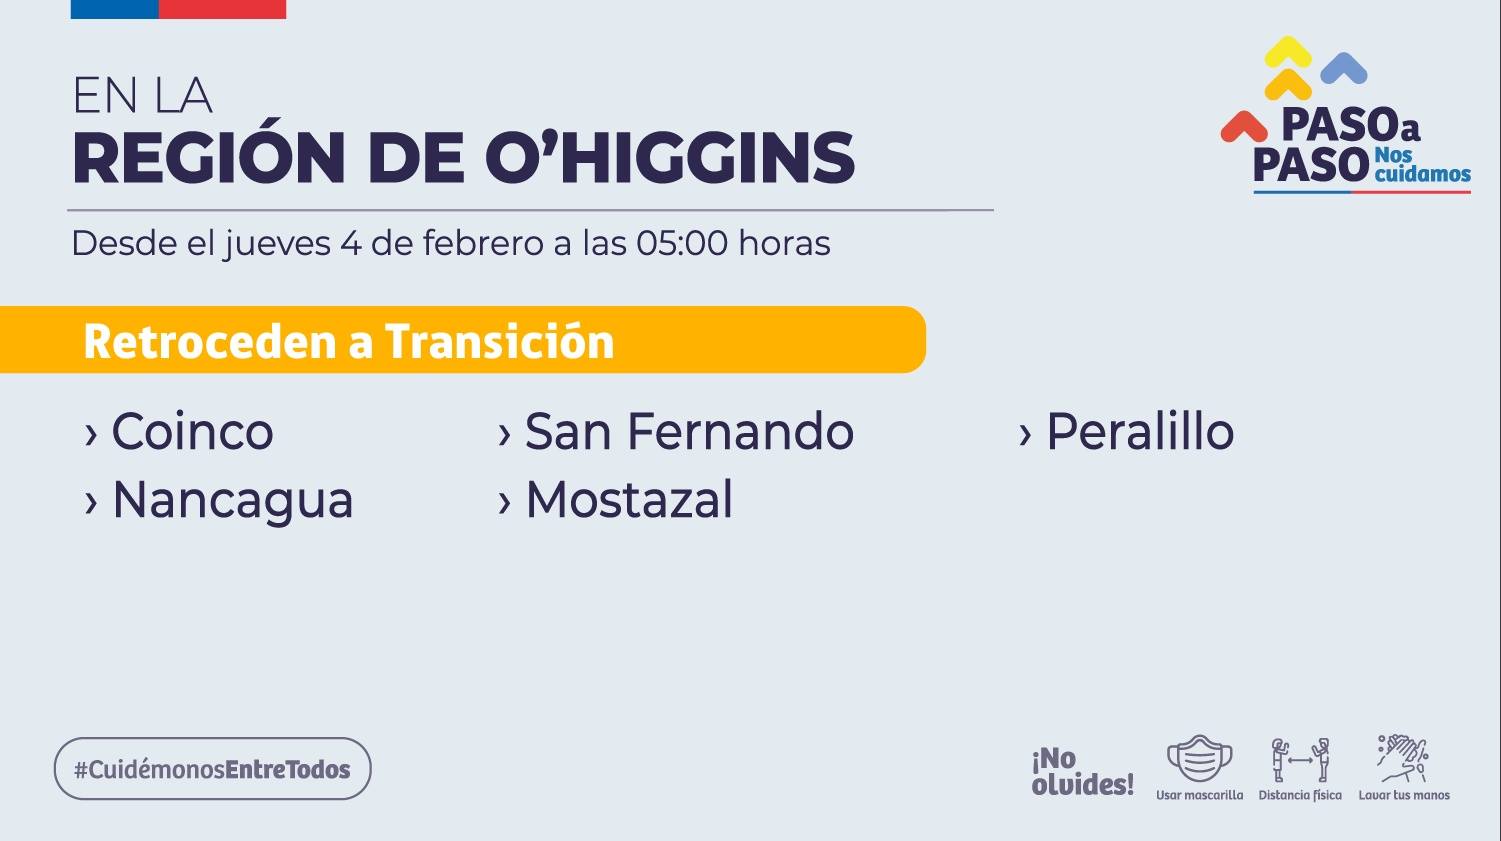 EN LA
REGIÓN DE O’HIGGINS
PASO a
PASO Nos
cuidamos
Desde el jueves 4 de febrero a las 05:00 horas
Retroceden a Transición
› Coinco › San Fernando › Peralillo
› Nancagua › Mostazal
#CuidémonosEntreTodos
¡No
olvides!
Usar mascarilla Distancia física Lavar tus manos